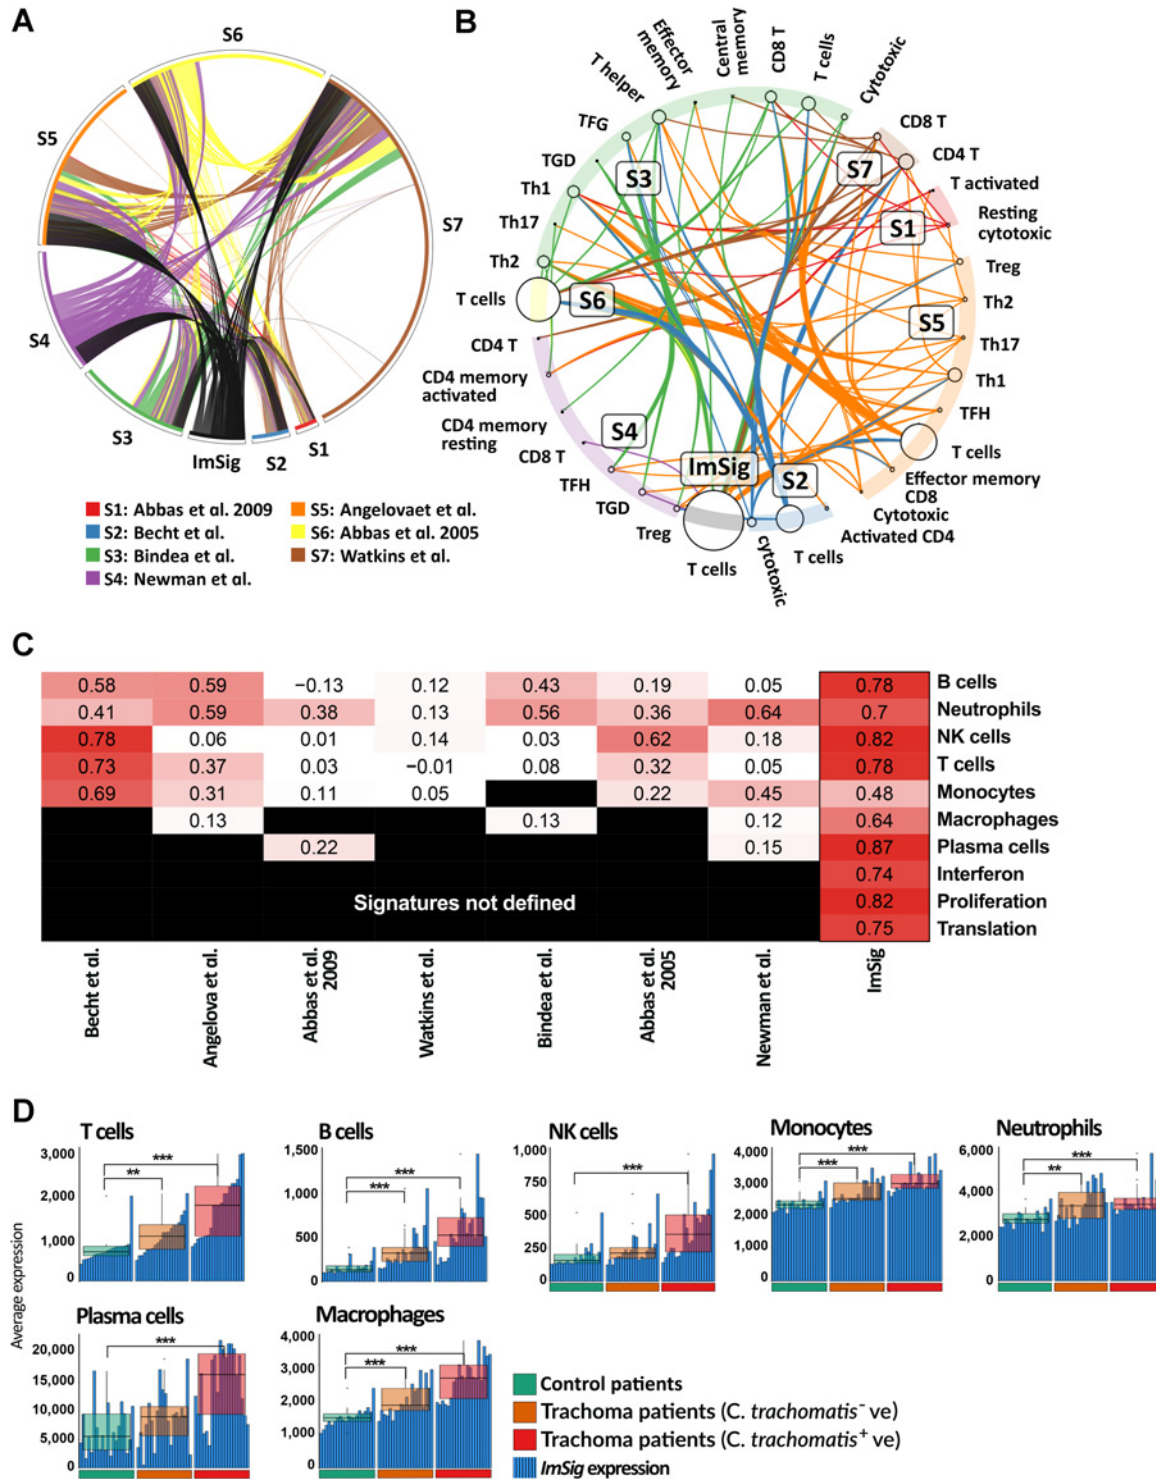 A
S6
S5
S7
S4
S3
ImSig
S2
S1
S1: Abbas et al. 2009
S2: Becht et al.
S3: Bindea et al.
S4: Newman et al.
S5: Angelovaet et al.
S6: Abbas et al. 2005
S7: Watkins et al.
B
Effector
memory
Central
memory
CD8 T
T cells
Cytotoxic
T helper
TFG
TGD
Th1
Th17
Th2
T cells
CD4 T
CD4 memory
activated
CD4 memory
resting
CD8 T
TFH
TGD
Treg
T cells
cytotoxic
T cells
Activated CD4
Cytotoxic
CD8
Effector memory
T cells
TFH
Th1
Th17
Th2
Treg
Resting
cytotoxic
T activated
CD4 T
CD8 T
S3
S7
S1
S6
S5
S4
ImSig
S2
C
0.58 0.59 −0.13 0.12 0.43 0.19 0.05 0.78 B cells
0.41 0.59 0.38 0.13 0.56 0.36 0.64 0.7 Neutrophils
0.78 0.06 0.01 0.14 0.03 0.62 0.18 0.82 NK cells
0.73 0.37 0.03 −0.01 0.08 0.32 0.05 0.78 T cells
0.69 0.31 0.11 0.05 0.22 0.45 0.48 Monocytes
0.13 0.13 0.12 0.64 Macrophages
0.22 0.15 0.87 Plasma cells
0.74 Interferon
Signatures not defined 0.82 Proliferation
0.75 Translation
Becht et al.
Angelova et al.
Abbas et al.
2009
Watkins et al.
Bindea et al.
Abbas et al.
2005
Newman et al.
ImSig
D
Average expression
T cells
3,000
2,000
1,000
0
**
***
B cells
1,500
1,000
500
0
***
***
NK cells
1,000
750
500
250
0
***
Monocytes
4,000
3,000
2,000
1,000
0
***
***
Neutrophils
6,000
4,000
2,000
0
**
***
Plasma cells
20,000
15,000
10,000
5,000
0
***
Macrophages
4,000
3,000
2,000
1,000
0
***
***
Control patients
Trachoma patients (C. trachomatis⁻ ve)
Trachoma patients (C. trachomatis⁺ ve)
ImSig expression